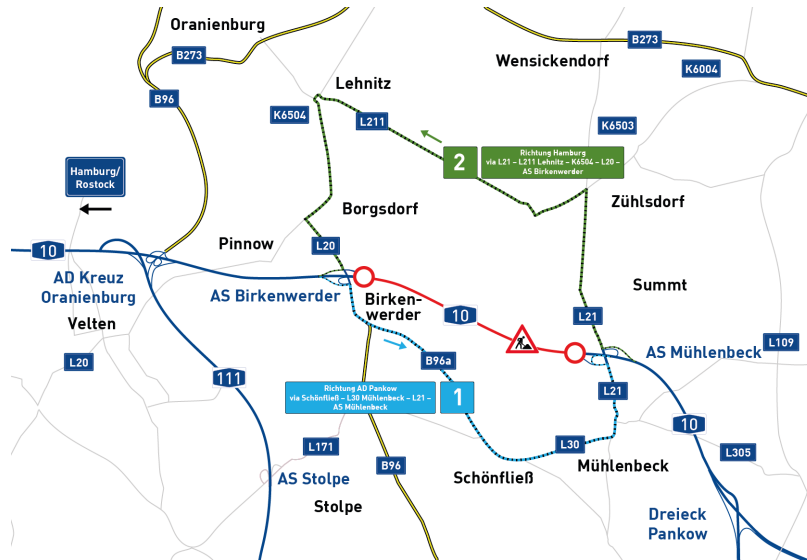 Oranienburg
B273
B273
Wensickendorf
K6004
Lehnitz
B96
K6504
L211
K6503
2
Richtung Hamburg
via L21 – L211 Lehnitz – K6504 – L20 –
AS Birkenwerder
Hamburg/
Rostock
Borgsdorf
Zühlsdorf
Pinnow
L20
10
AD Kreuz
Oranienburg
AS Birkenwerder
Birken-
werder
Summt
Velten
10
L21
L109
L20
B96a
AS Mühlenbeck
111
Richtung AD Pankow
via Schönfließ – L30 Mühlenbeck – L21 –
AS Mühlenbeck
1
L21
10
L171
L30
L305
B96
Mühlenbeck
AS Stolpe
Schönfließ
Stolpe
Dreieck
Pankow